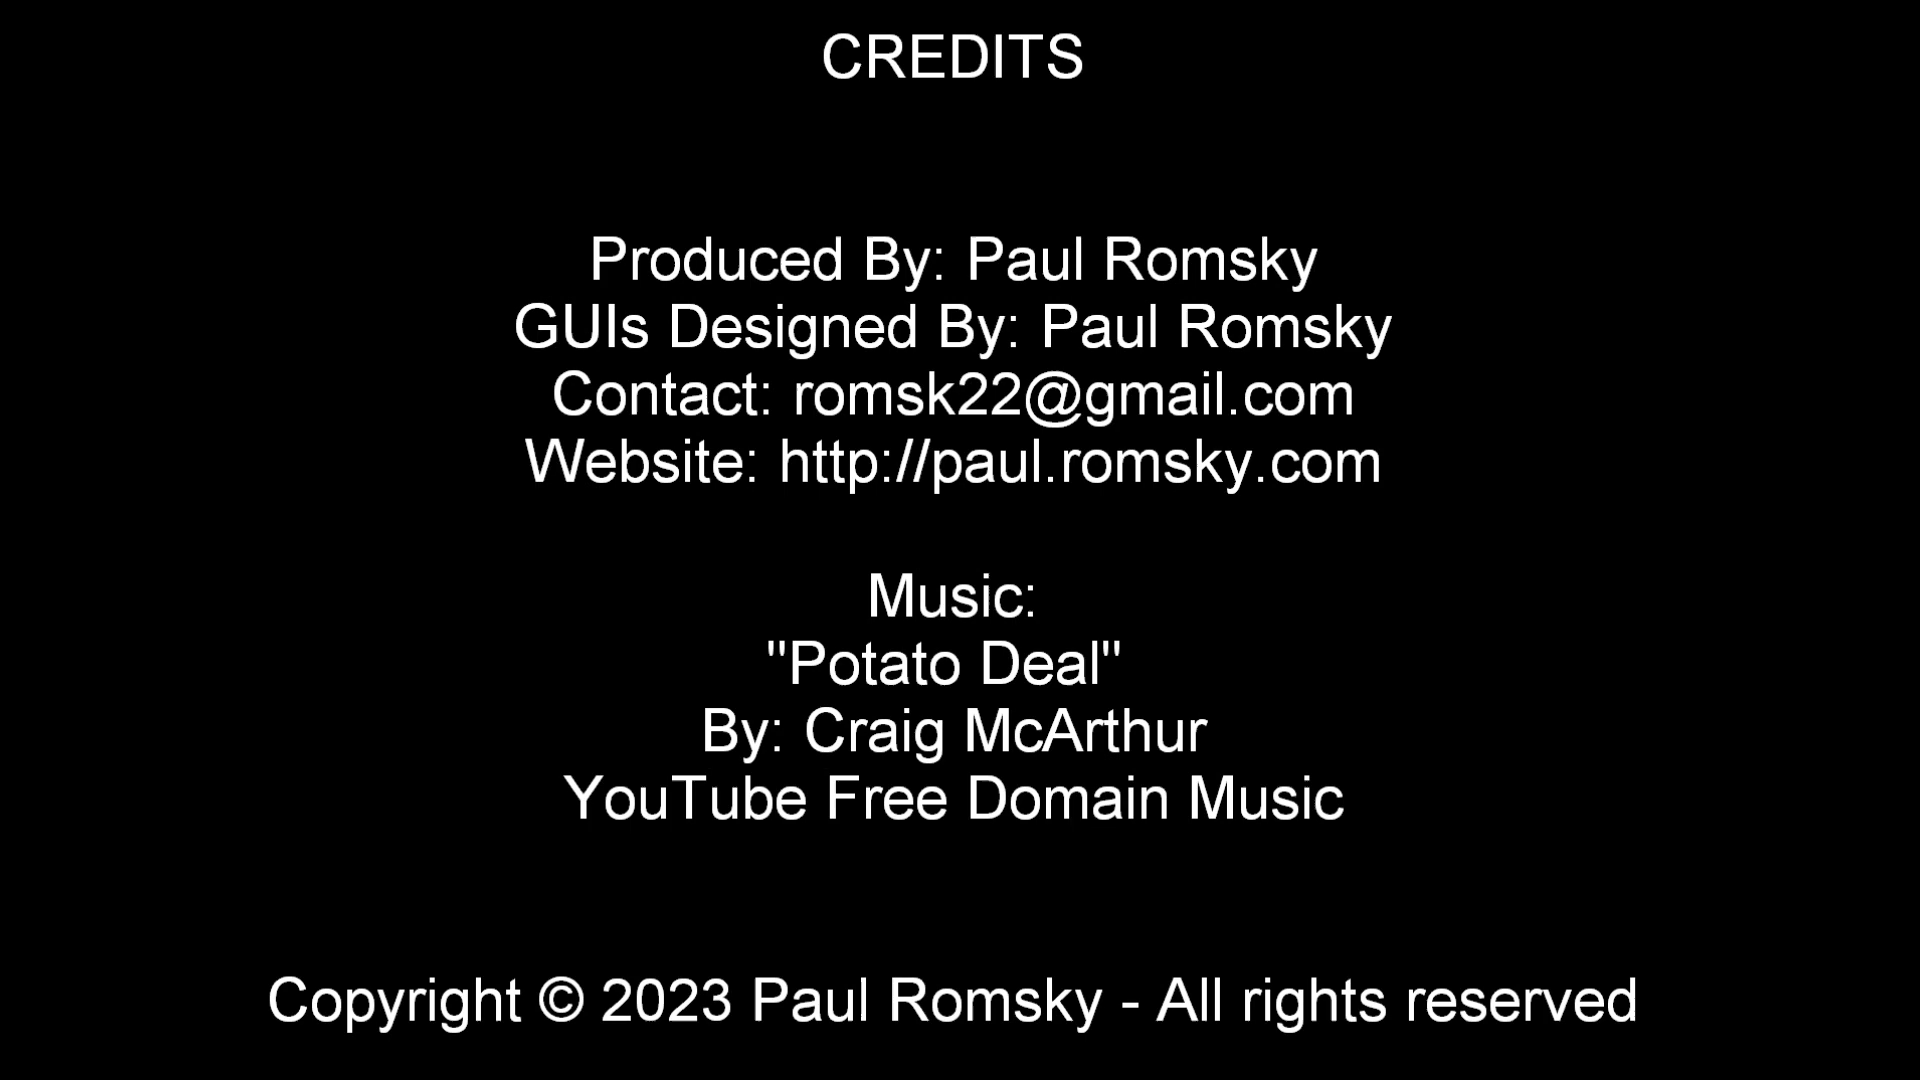 CREDITS
Produced By: Paul Romsky
GUIs Designed By: Paul Romsky
Contact: romsk22@gmail.com
Website: http://paul.romsky.com
Music:
"Potato Deal"
By: Craig McArthur
YouTube Free Domain Music
Copyright © 2023 Paul Romsky - All rights reserved